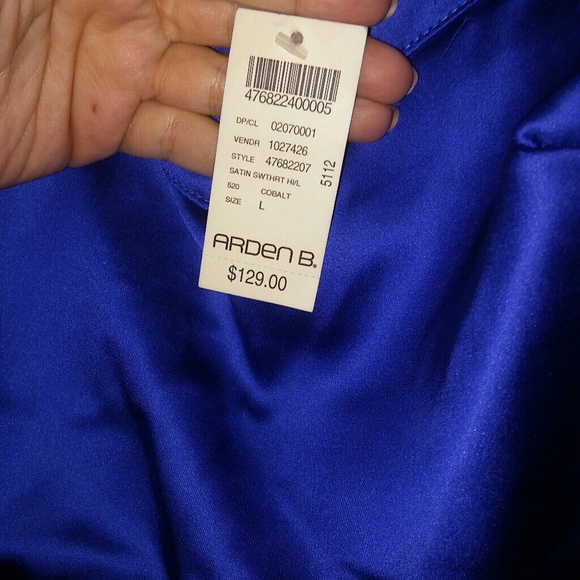 476822400005
DP/CL 02070001
VENDR 1027426
STYLE 47682207
SATIN SWTHRT HI/L
520 COBALT
SIZE L
5112
ARDEN B.
$129.00